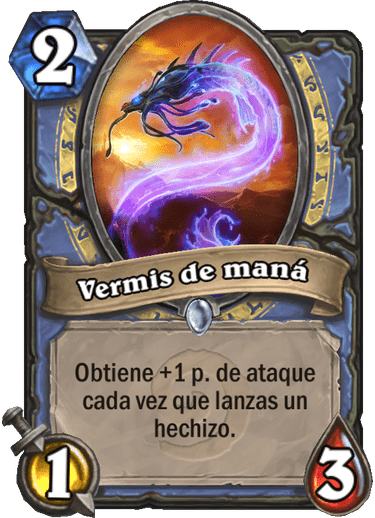 2
Vermis de maná
Obtiene +1 p. de ataque
cada vez que lanzas un
hechizo.
1
3